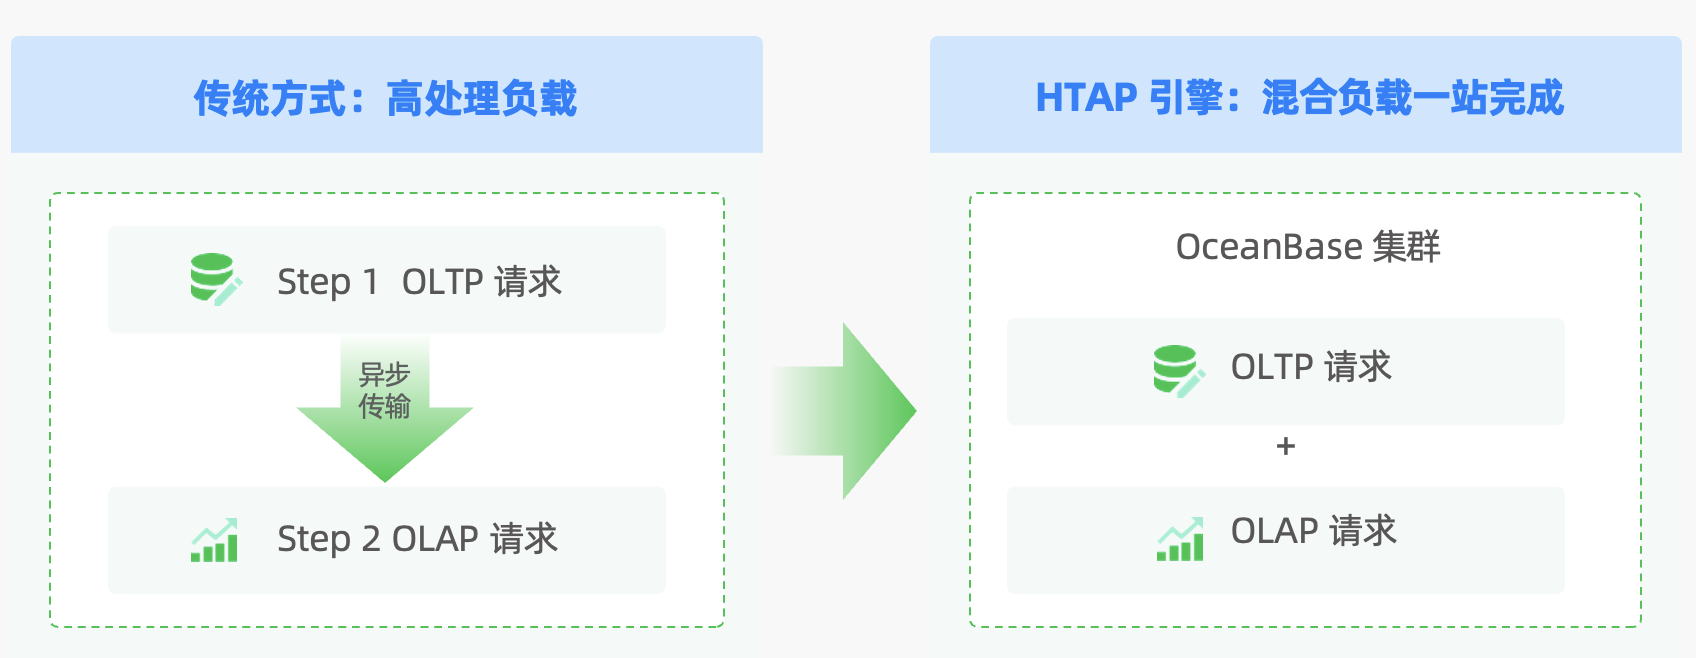 传统方式：高处理负载
Step 1 OLTP 请求
异步
传输
Step 2 OLAP 请求
HTAP 引擎：混合负载一站完成
OceanBase 集群
OLTP 请求
+
OLAP 请求